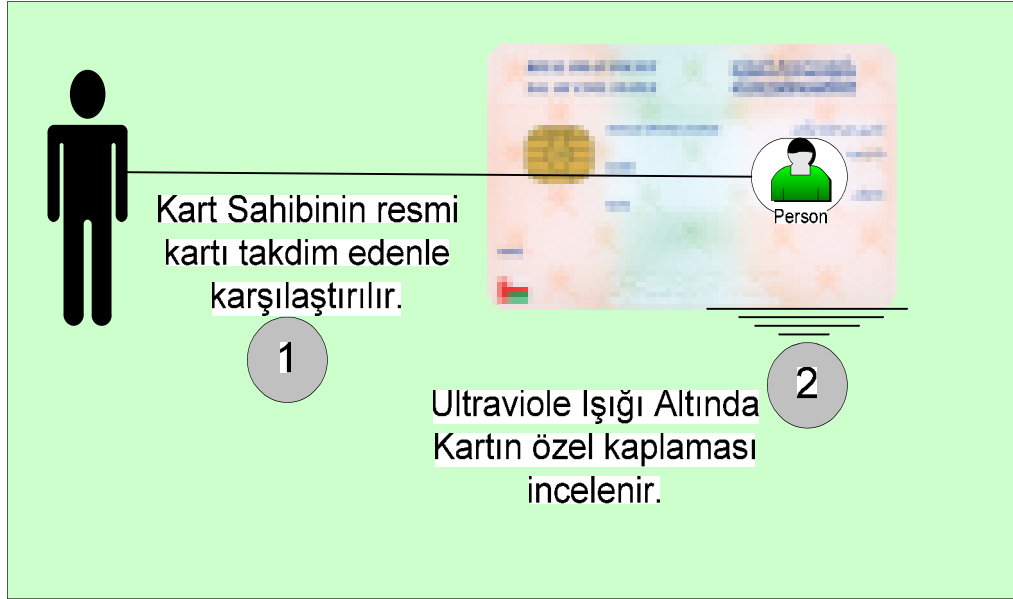 Person
Kart Sahibinin resmi
kartı takdim edenle
karşılaştırılır.
1
2
Ultraviole Işığı Altında
Kartın özel kaplaması
incelenir.